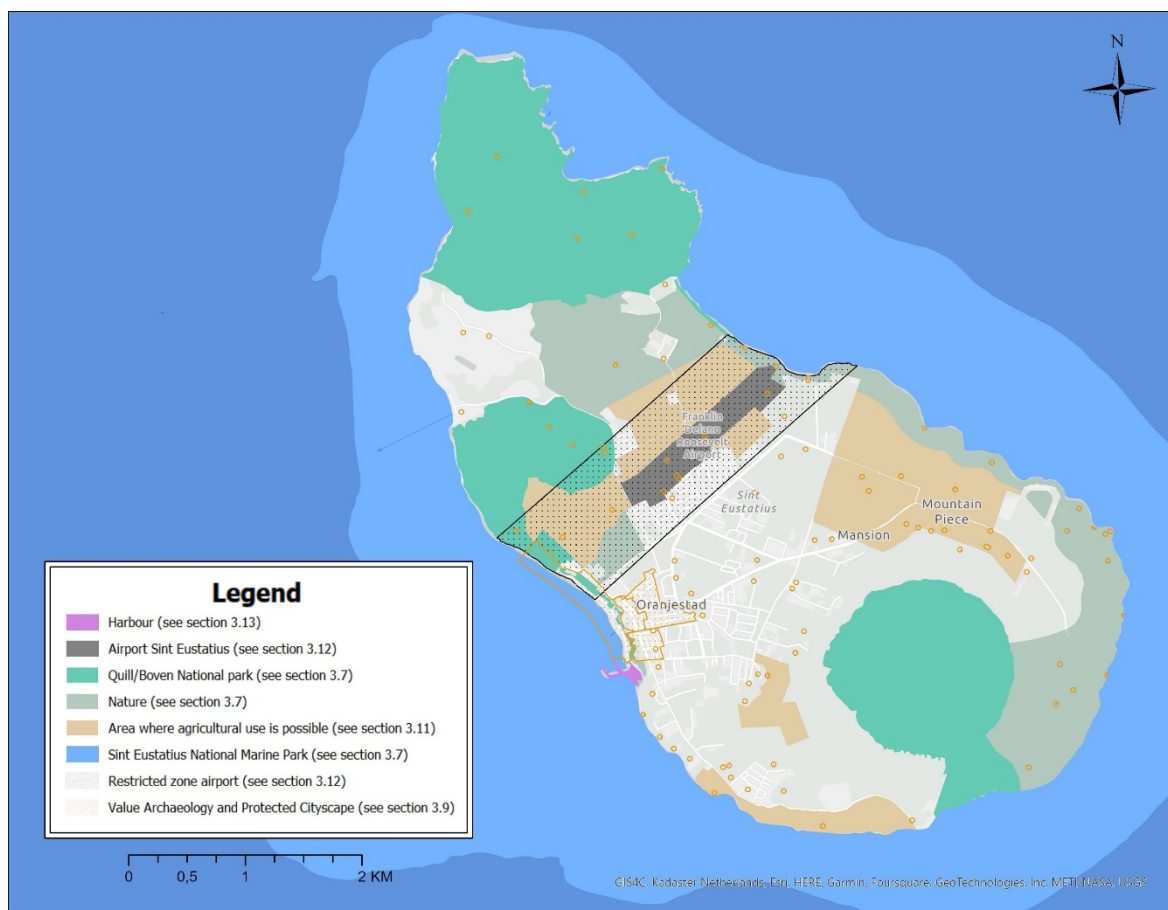 N
Franklin
Delano
Roosevelt
Airport
Sint
Eustatius
Mountain
Piece
Mansion
Oranjestad
Legend
Harbour (see section 3.13)
Airport Sint Eustatius (see section 3.12)
Quill/Boven National park (see section 3.7)
Nature (see section 3.7)
Area where agricultural use is possible (see section 3.11)
Sint Eustatius National Marine Park (see section 3.7)
Restricted zone airport (see section 3.12)
Value Archaeology and Protected Cityscape (see section 3.9)
0 0,5 1 2 KM
GIS4C, Kadaster Netherlands, Esri, HERE, Garmin, Foursquare, GeoTechnologies, Inc, METI/NASA, USGS